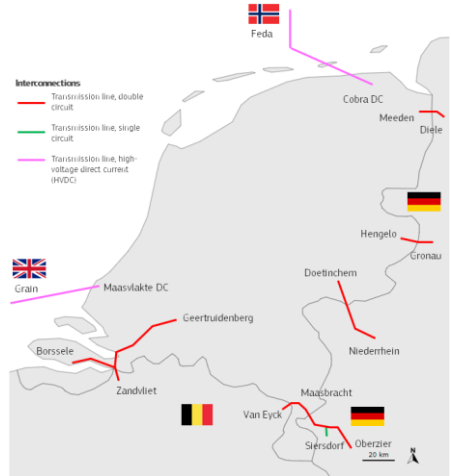 Feda
Interconnections
Transmission line, double
circuit
Transmission line, single
circuit
Transmission line, high-
voltage direct current
(HVDC)
Cobra DC
Meeden
Diele
Hengelo
Gronau
Grain
Maasvlakte DC
Doetinchem
Geertruidenberg
Borssele
Niederrhein
Zandvliet
Maasbracht
Van Eyck
Siersdorf
Oberzier
20 km
N